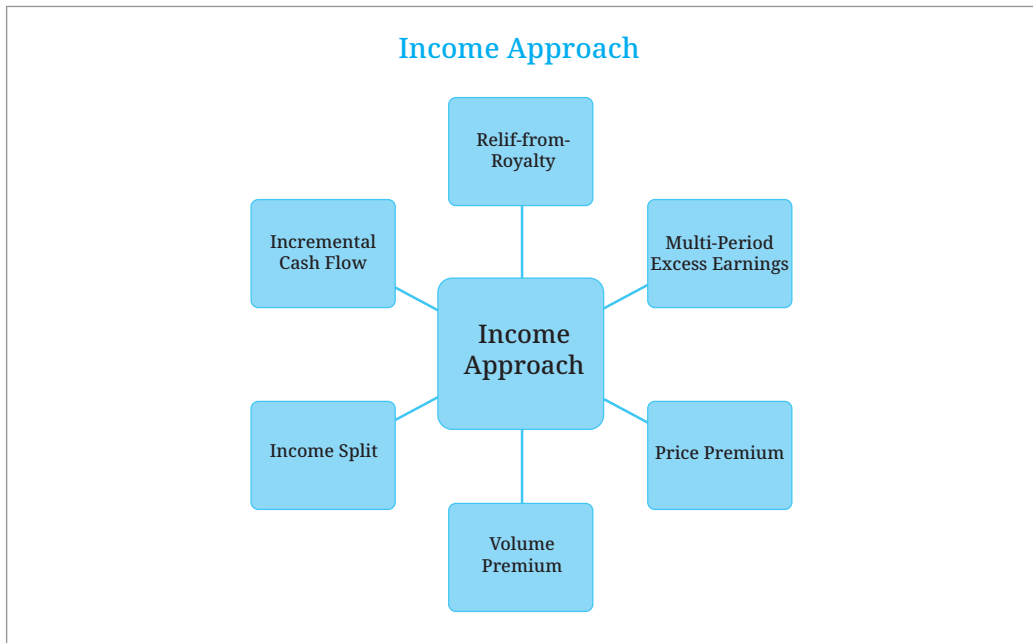 Income Approach
Relif-from-
Royalty
Incremental
Cash Flow
Multi-Period
Excess Earnings
Income
Approach
Income Split
Price Premium
Volume
Premium